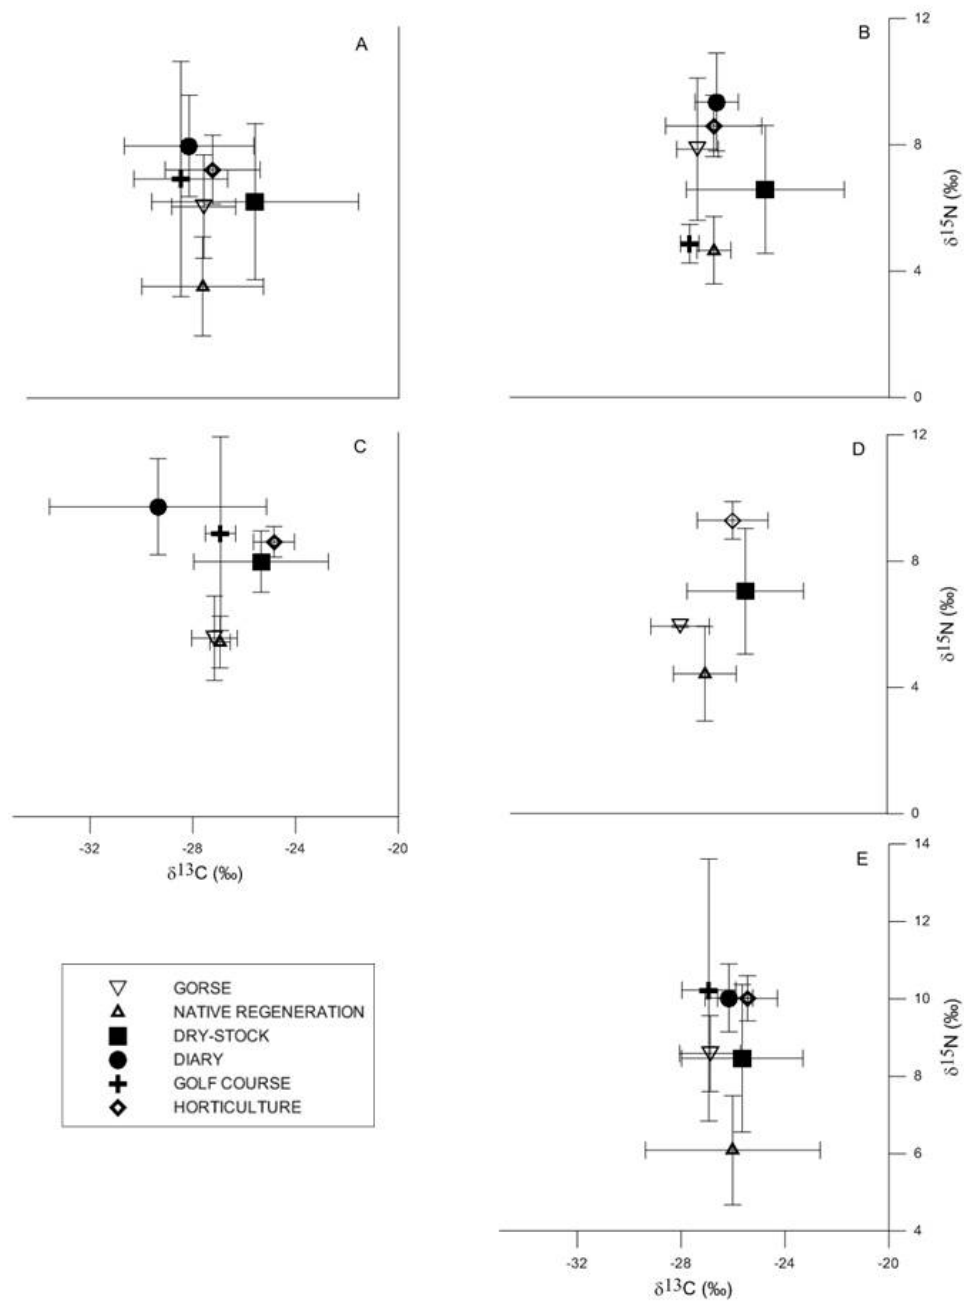 A
B
12
8
4
0
δ15N (‰)
C
D
12
8
4
0
δ15N (‰)
-32
-28
-24
-20
δ13C (‰)
E
14
12
10
8
6
4
δ15N (‰)
-32
-28
-24
-20
δ13C (‰)
GORSE
NATIVE REGENERATION
DRY-STOCK
DIARY
GOLF COURSE
HORTICULTURE